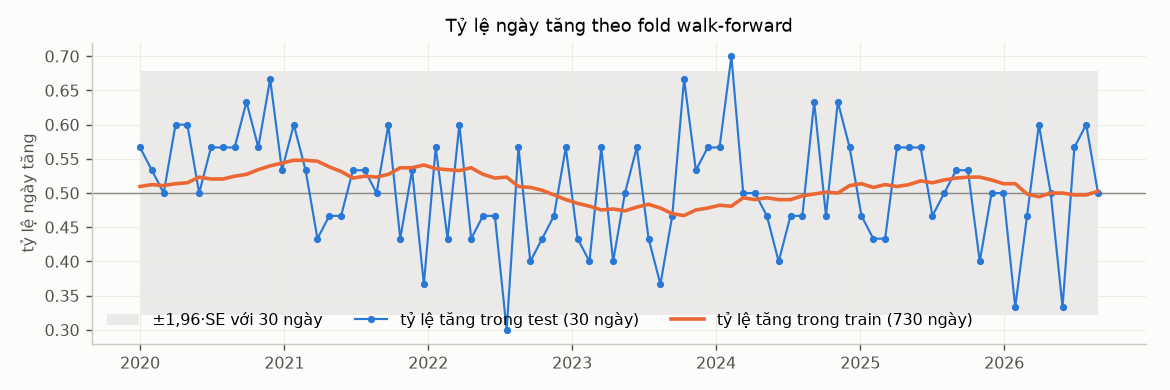 Tỷ lệ ngày tăng theo fold walk-forward
tỷ lệ ngày tăng
0.70
0.65
0.60
0.55
0.50
0.45
0.40
0.35
0.30
±1,96·SE với 30 ngày
tỷ lệ tăng trong test (30 ngày)
tỷ lệ tăng trong train (730 ngày)
2020 2021 2022 2023 2024 2025 2026